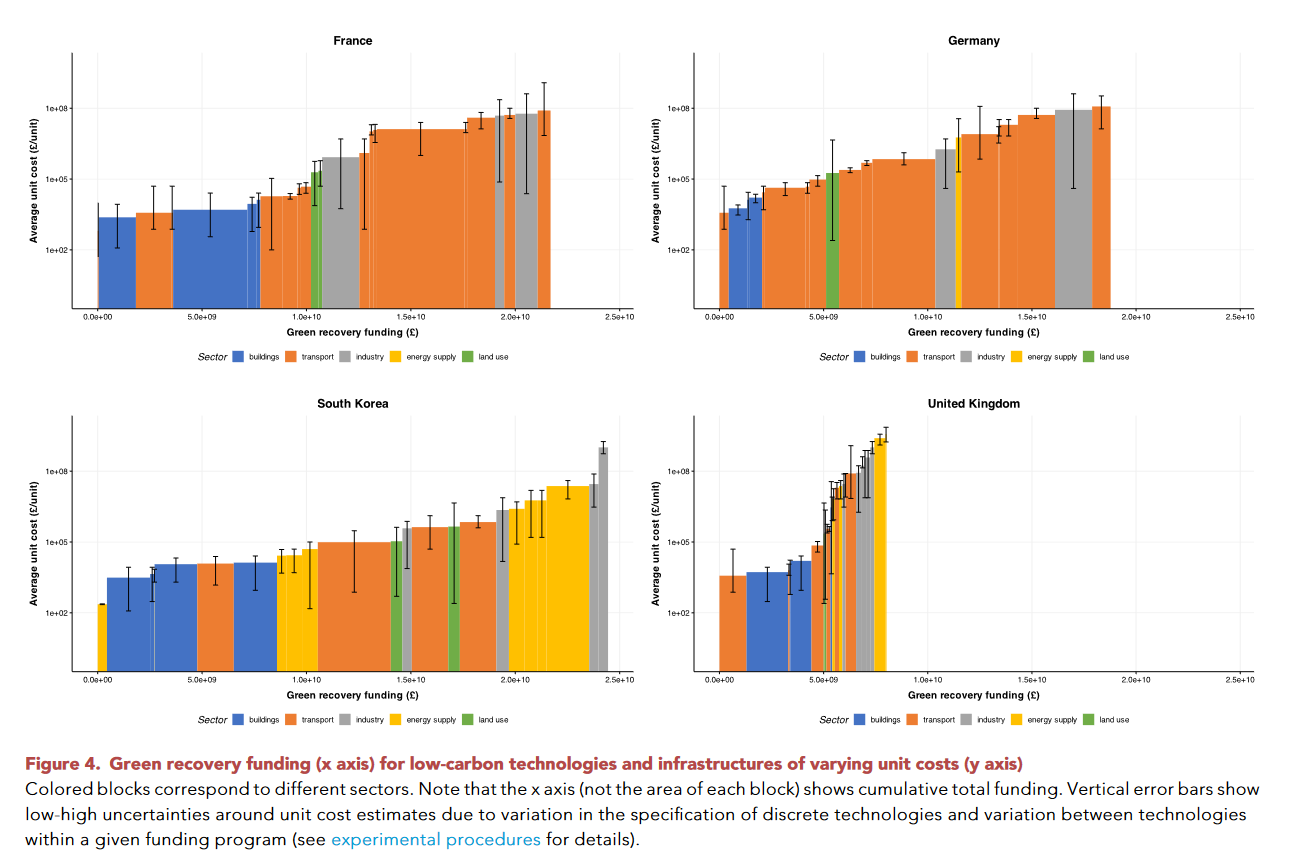 France
Average unit cost (£/unit)
1e+08
1e+05
1e+02
0.0e+00 5.0e+09 1.0e+10 1.5e+10 2.0e+10 2.5e+10
Green recovery funding (£)
Sector buildings transport industry energy supply land use
Germany
Average unit cost (£/unit)
1e+08
1e+05
1e+02
0.0e+00 5.0e+09 1.0e+10 1.5e+10 2.0e+10 2.5e+10
Green recovery funding (£)
Sector buildings transport industry energy supply land use
South Korea
Average unit cost (£/unit)
1e+08
1e+05
1e+02
0.0e+00 5.0e+09 1.0e+10 1.5e+10 2.0e+10 2.5e+10
Green recovery funding (£)
Sector buildings transport industry energy supply land use
United Kingdom
Average unit cost (£/unit)
1e+08
1e+05
1e+02
0.0e+00 5.0e+09 1.0e+10 1.5e+10 2.0e+10 2.5e+10
Green recovery funding (£)
Sector buildings transport industry energy supply land use
Figure 4. Green recovery funding (x axis) for low-carbon technologies and infrastructures of varying unit costs (y axis)
Colored blocks correspond to different sectors. Note that the x axis (not the area of each block) shows cumulative total funding. Vertical error bars show
low-high uncertainties around unit cost estimates due to variation in the specification of discrete technologies and variation between technologies
within a given funding program (see experimental procedures for details).